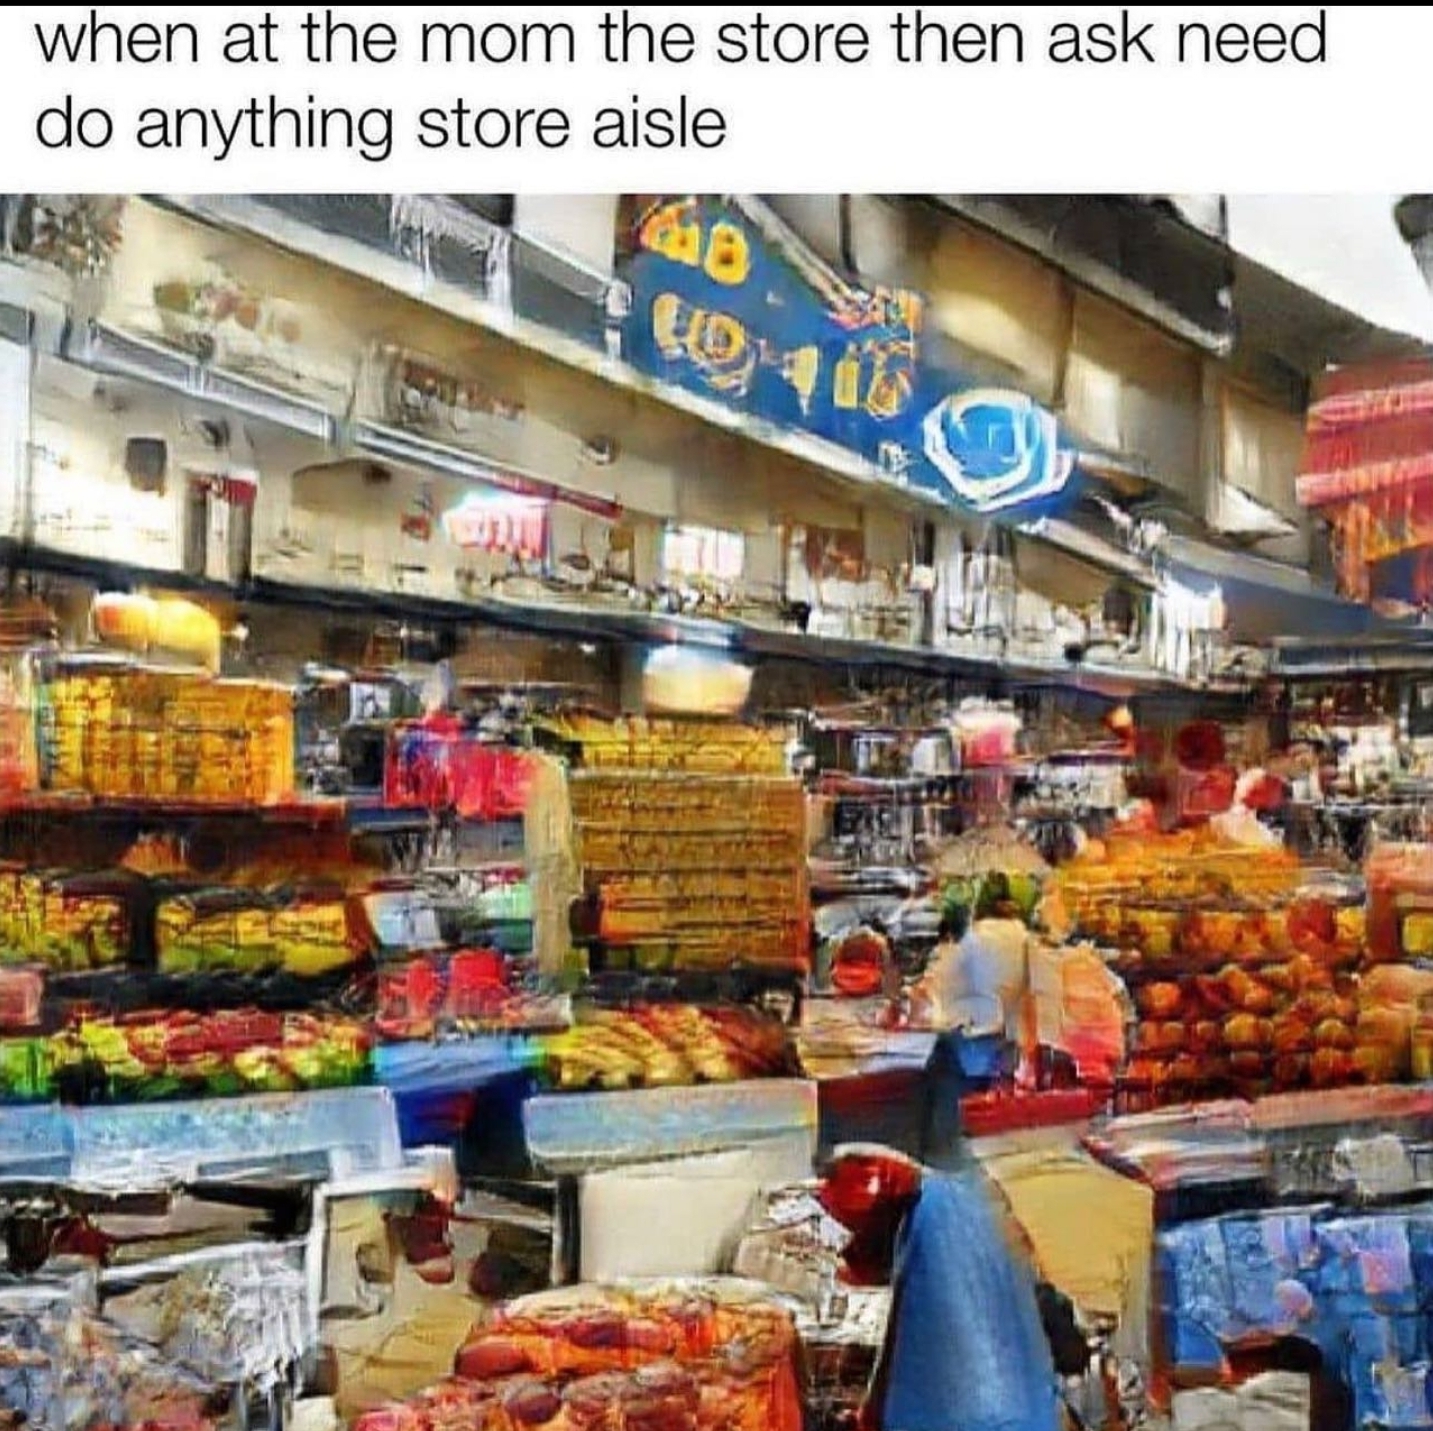 when at the mom the store then ask need
do anything store aisle